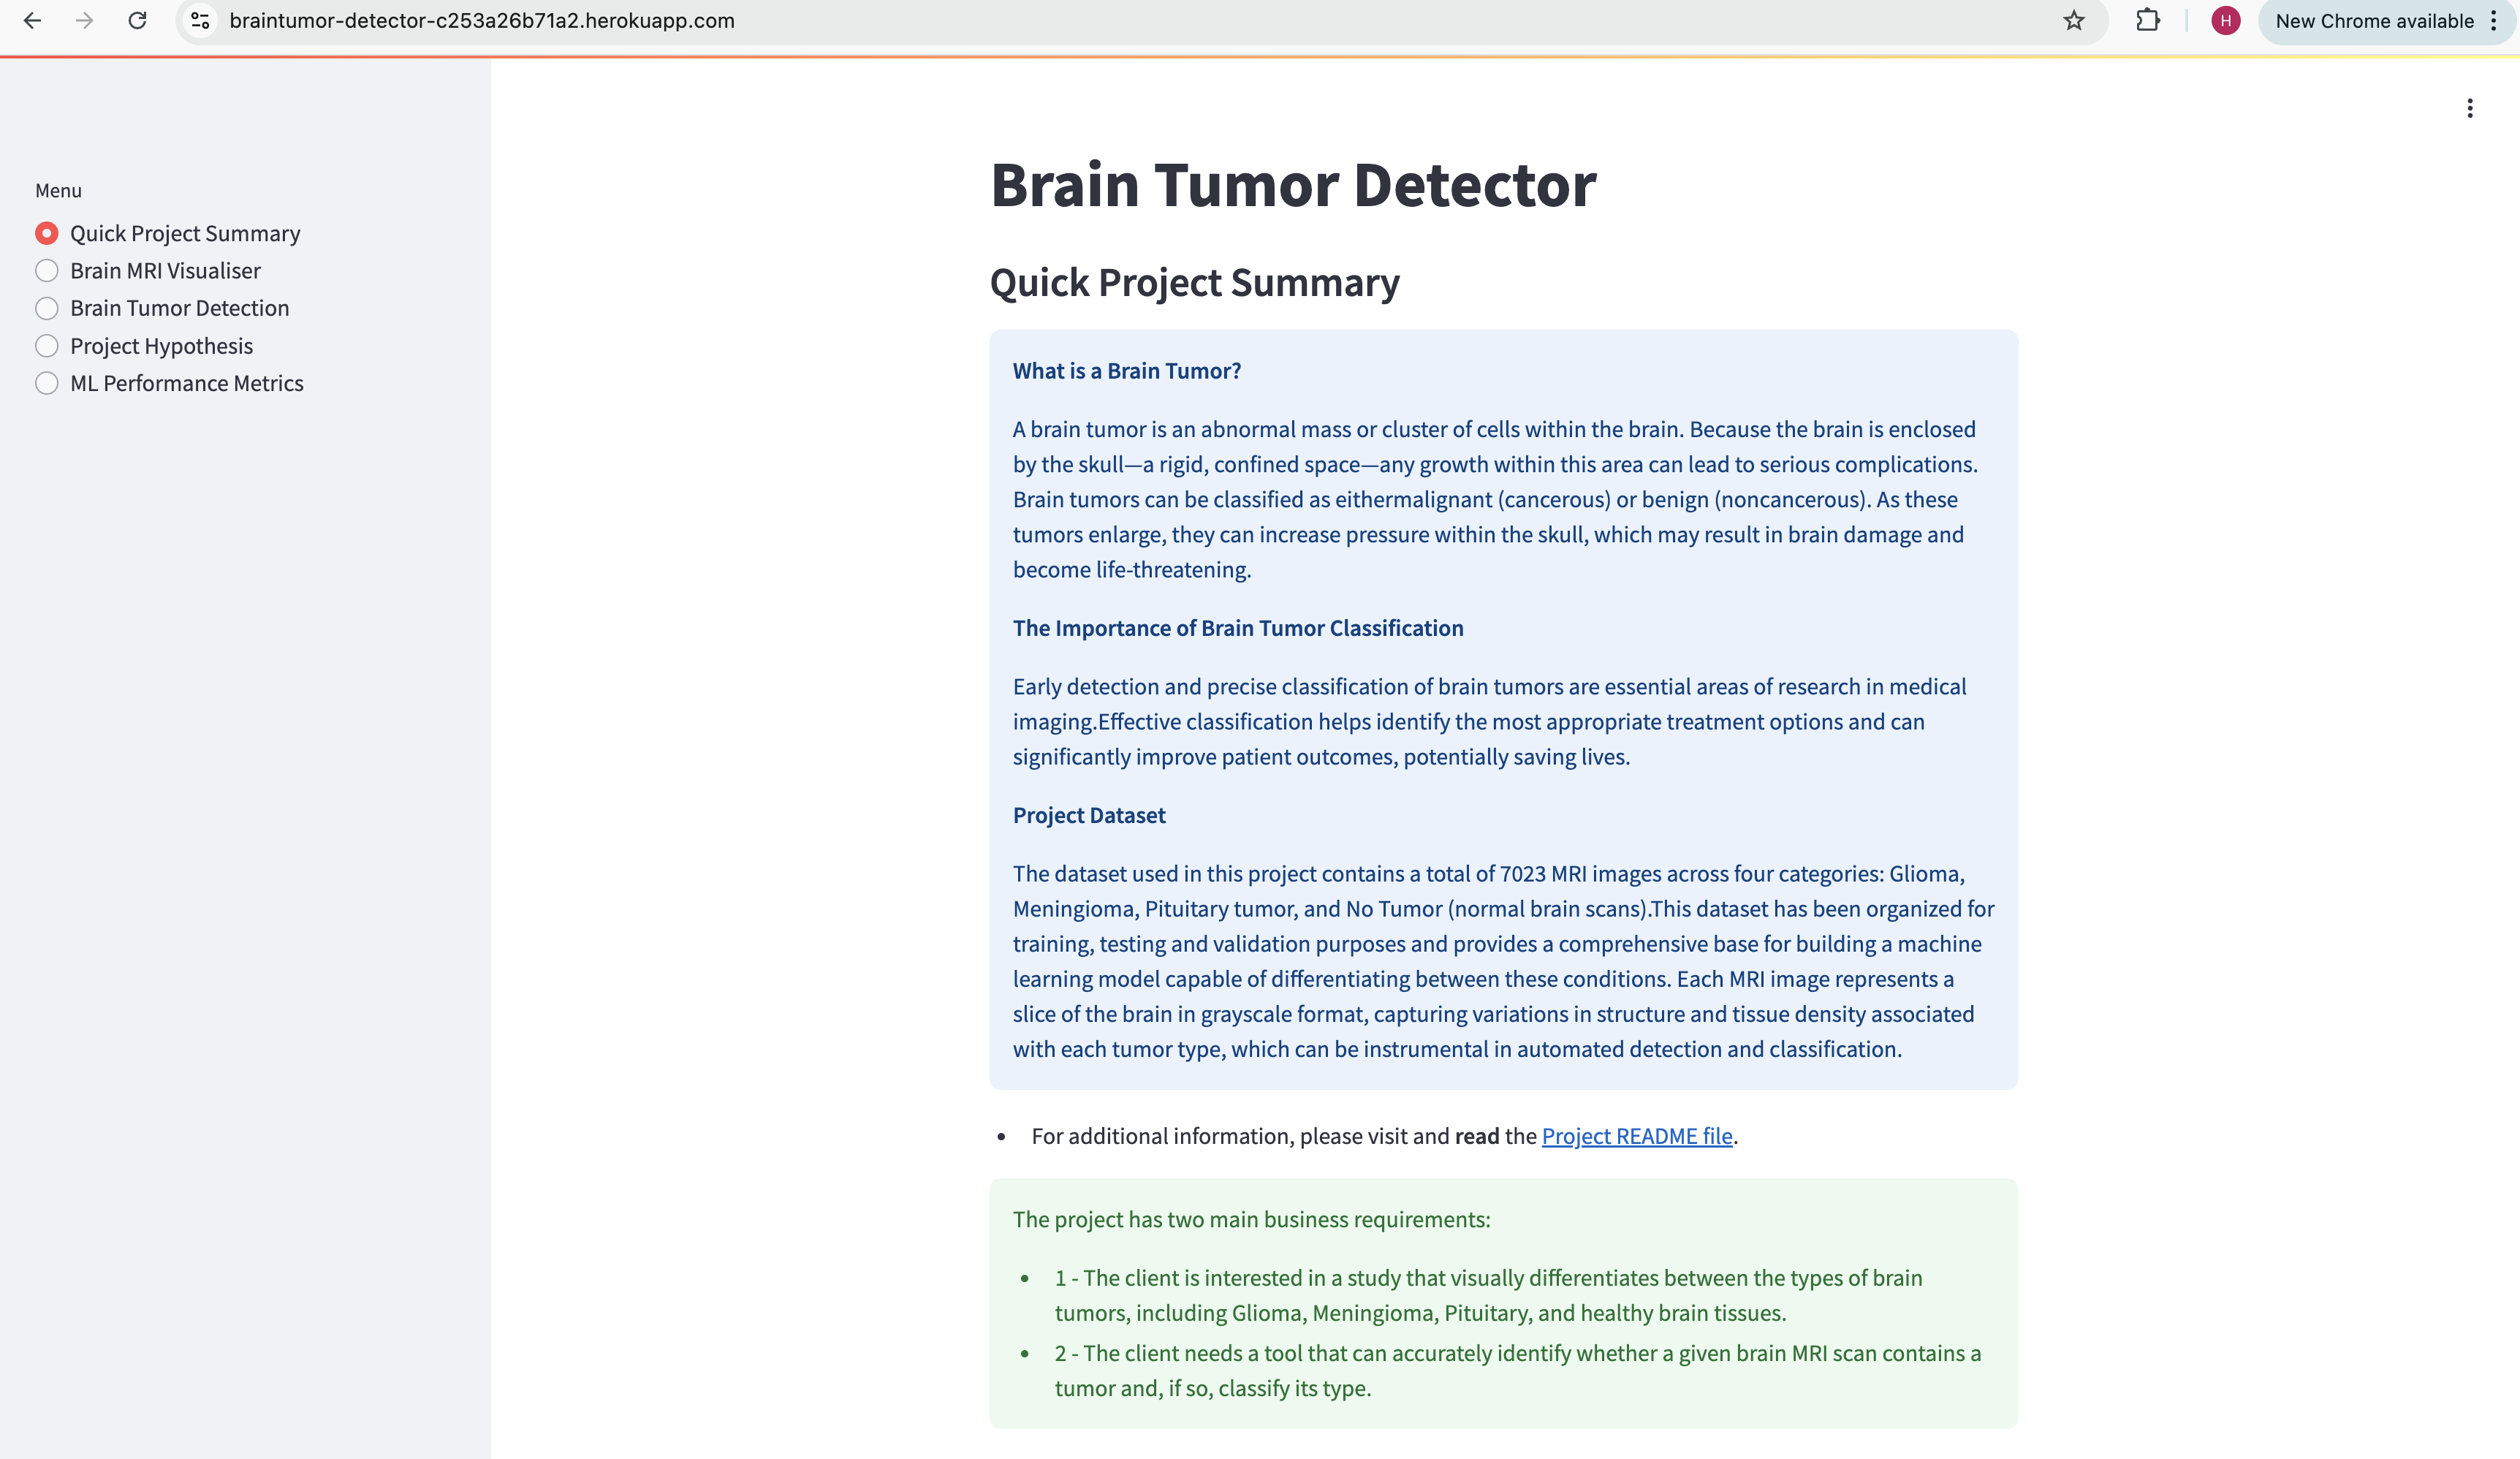 braintumor-detector-c253a26b71a2.herokuapp.com
H
New Chrome available
Menu
Quick Project Summary
Brain MRI Visualiser
Brain Tumor Detection
Project Hypothesis
ML Performance Metrics
Brain Tumor Detector
Quick Project Summary
What is a Brain Tumor?
A brain tumor is an abnormal mass or cluster of cells within the brain. Because the brain is enclosed
by the skull—a rigid, confined space—any growth within this area can lead to serious complications.
Brain tumors can be classified as eithermalignant (cancerous) or benign (noncancerous). As these
tumors enlarge, they can increase pressure within the skull, which may result in brain damage and
become life-threatening.
The Importance of Brain Tumor Classification
Early detection and precise classification of brain tumors are essential areas of research in medical
imaging.Effective classification helps identify the most appropriate treatment options and can
significantly improve patient outcomes, potentially saving lives.
Project Dataset
The dataset used in this project contains a total of 7023 MRI images across four categories: Glioma,
Meningioma, Pituitary tumor, and No Tumor (normal brain scans).This dataset has been organized for
training, testing and validation purposes and provides a comprehensive base for building a machine
learning model capable of differentiating between these conditions. Each MRI image represents a
slice of the brain in grayscale format, capturing variations in structure and tissue density associated
with each tumor type, which can be instrumental in automated detection and classification.
• For additional information, please visit and read the Project README file.
The project has two main business requirements:
• 1 - The client is interested in a study that visually differentiates between the types of brain
tumors, including Glioma, Meningioma, Pituitary, and healthy brain tissues.
• 2 - The client needs a tool that can accurately identify whether a given brain MRI scan contains a
tumor and, if so, classify its type.